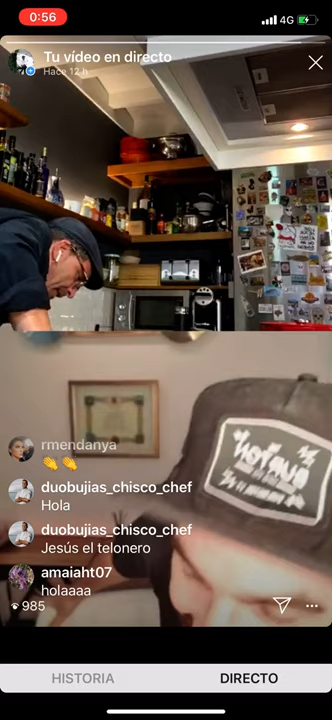 0:56
4G
Tu vídeo en directo
Hace 12 h
rmendanya
👏👏
duobujias_chisco_chef
Hola
duobujias_chisco_chef
Jesús el telonero
amaiaht07
holaaaa
985
HISTORIA
DIRECTO